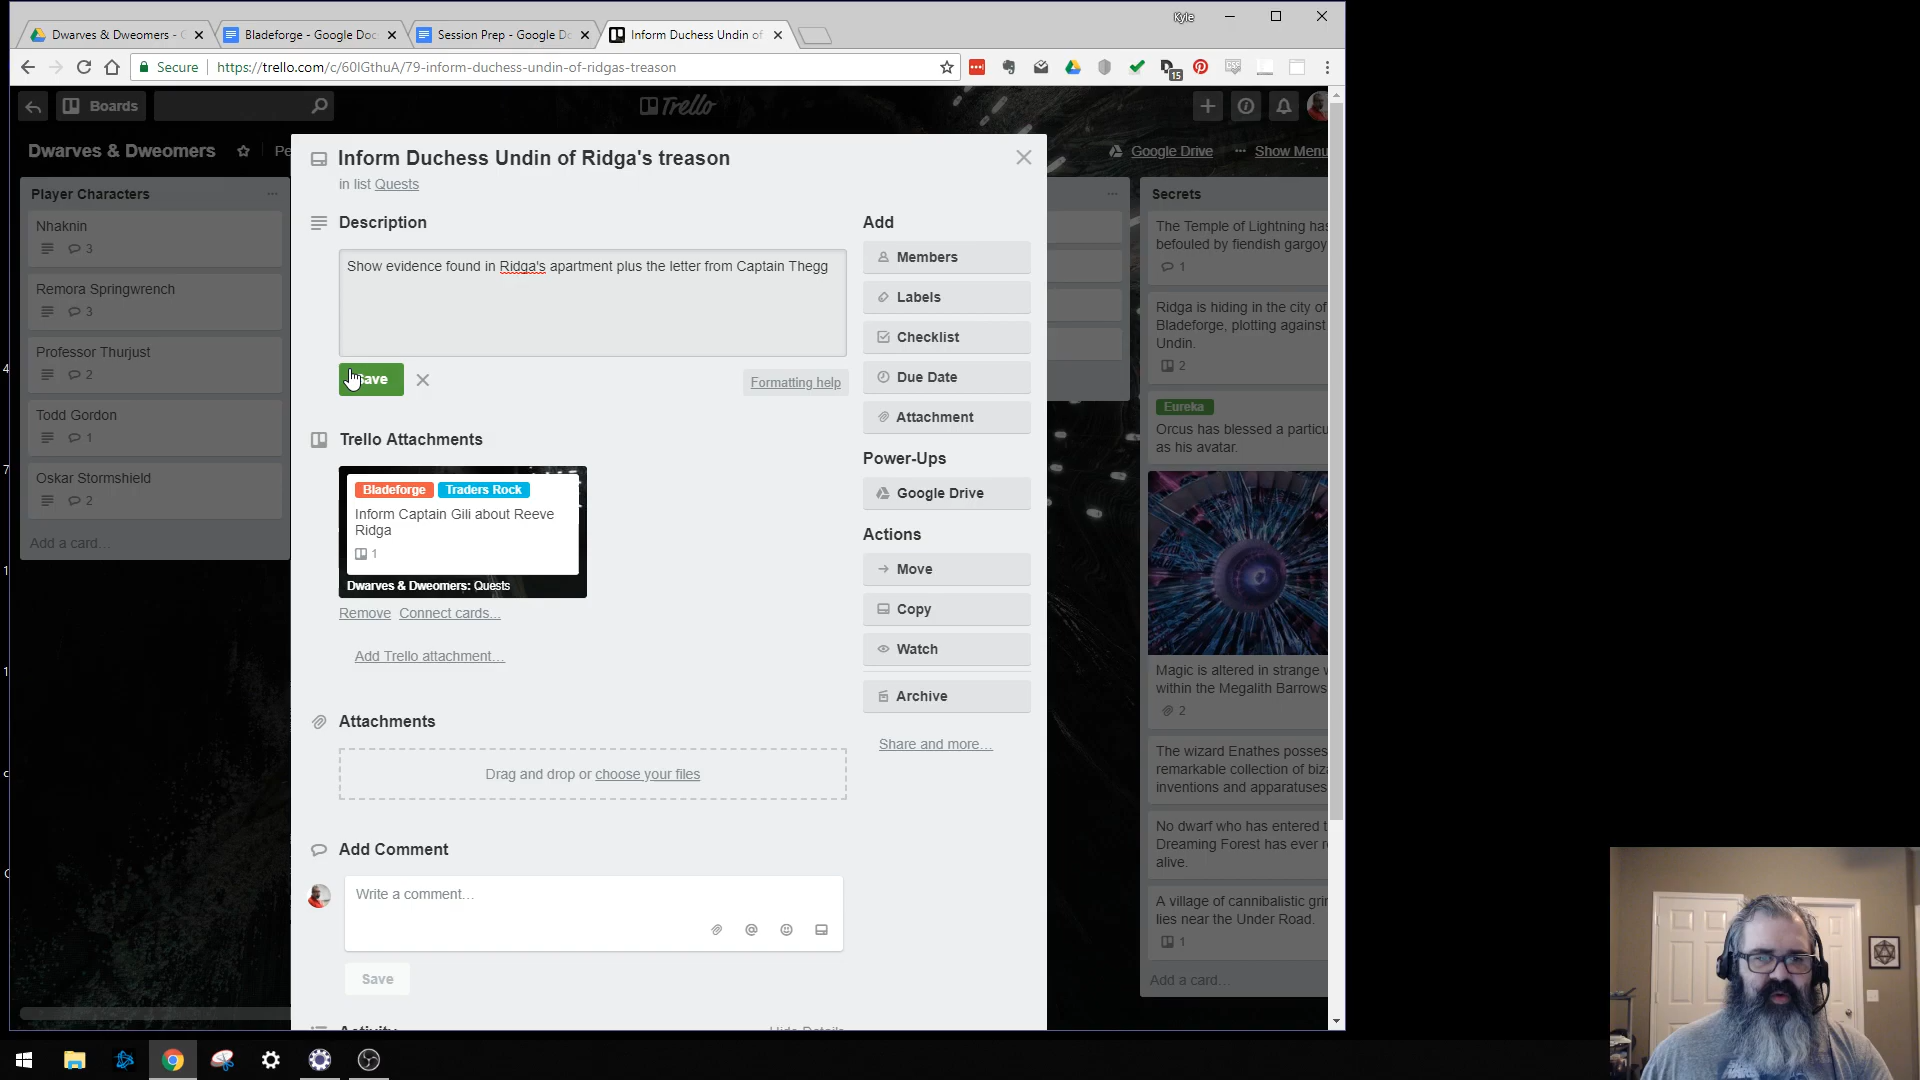 Kyle
Dwarves & Dweomers -
Bladeforge - Google Doc
Session Prep - Google D
Inform Duchess Undin of
Secure
https://trello.com/c/60IGthuA/79-inform-duchess-undin-of-ridgas-treason
15
Boards
Trello
Dwarves & Dweomers
Pe
Google Drive
Show Menu
Player Characters
Nhaknin
3
Remora Springwrench
3
Professor Thurjust
2
Todd Gordon
1
Oskar Stormshield
2
Add a card…
Inform Duchess Undin of Ridga's treason
in list Quests
Description
Show evidence found in Ridga's apartment plus the letter from Captain Thegg
Formatting help
Trello Attachments
Bladeforge Traders Rock
Inform Captain Gili about Reeve
Ridga
1
Dwarves & Dweomers: Quests
Remove Connect cards…
Add Trello attachment…
Attachments
Drag and drop or choose your files
Add Comment
Write a comment…
Save
Hide Details
Add
Members
Labels
Checklist
Due Date
Attachment
Power-Ups
Google Drive
Actions
Move
Copy
Watch
Archive
Share and more…
Secrets
The Temple of Lightning has
befouled by fiendish gargoy
1
Ridga is hiding in the city of
Bladeforge, plotting against
Undin.
2
Eureka
Orcus has blessed a particu
as his avatar.
Magic is altered in strange w
within the Megalith Barrows
2
The wizard Enathes posses
remarkable collection of biz
inventions and apparatuses
No dwarf who has entered t
Dreaming Forest has ever r
alive.
A village of cannibalistic gri
lies near the Under Road.
1
Add a card…